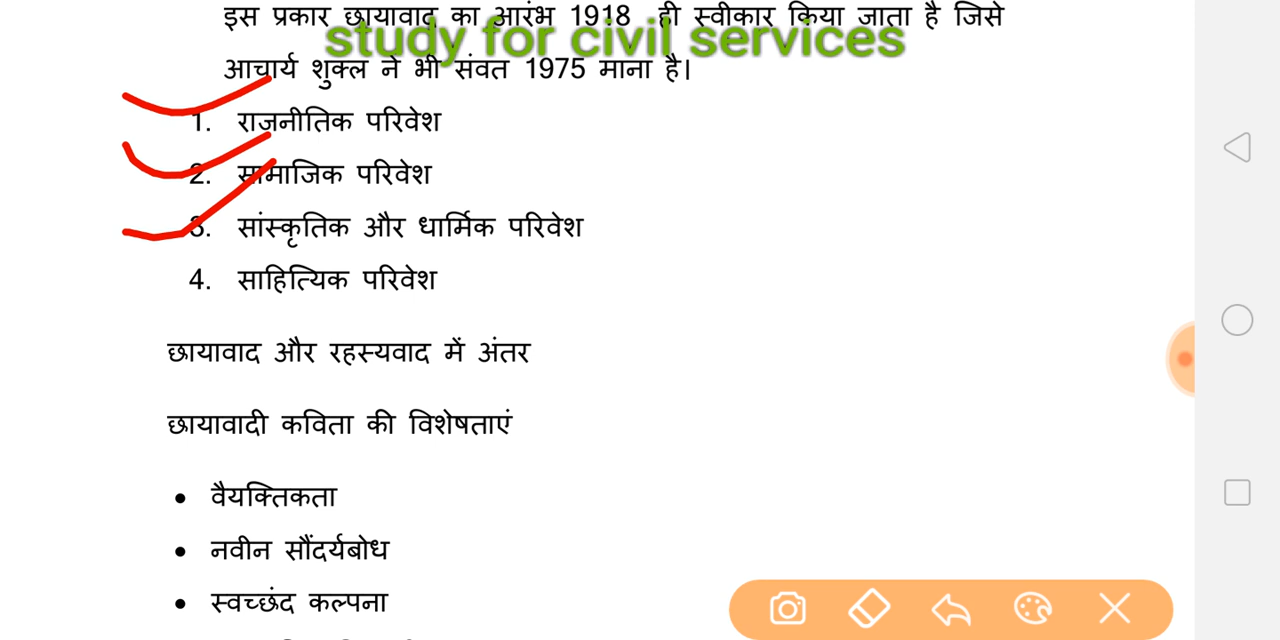 इस प्रकार छायावाद का आरंभ 1918 ही स्वीकार किया जाता है जिसे
study for civil services
आचार्य शुक्ल ने भी संवत 1975 माना है।
1. राजनीतिक परिवेश
2. सामाजिक परिवेश
3. सांस्कृतिक और धार्मिक परिवेश
4. साहित्यिक परिवेश
छायावाद और रहस्यवाद में अंतर
छायावादी कविता की विशेषताएं
• वैयक्तिकता
• नवीन सौंदर्यबोध
• स्वच्छंद कल्पना